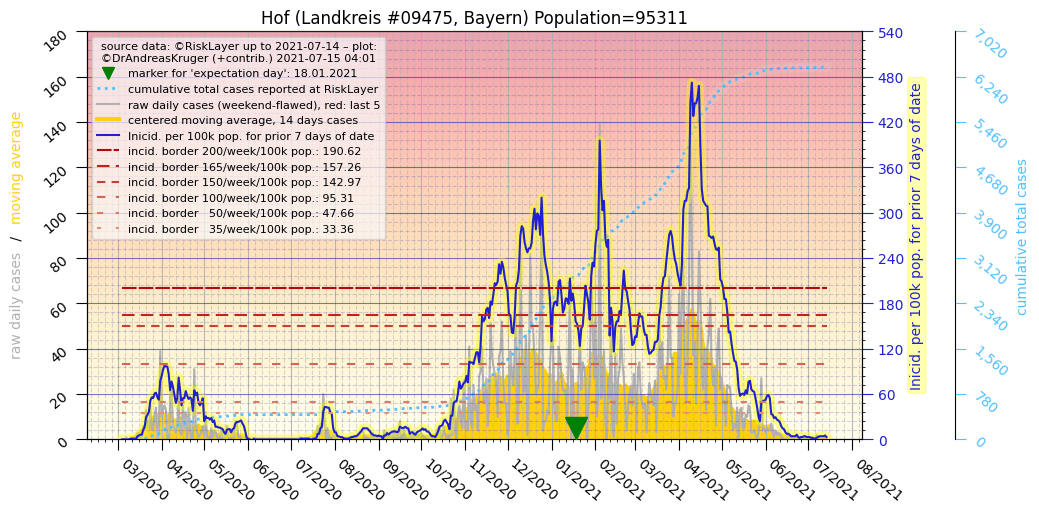 Hof (Landkreis #09475, Bayern) Population=95311
source data: ©RiskLayer up to 2021-07-14 – plot:
©DrAndreasKruger (+contrib.) 2021-07-15 04:01
marker for 'expectation day': 18.01.2021
cumulative total cases reported at RiskLayer
raw daily cases (weekend-flawed), red: last 5
centered moving average, 14 days cases
Inicid. per 100k pop. for prior 7 days of date
incid. border 200/week/100k pop.: 190.62
incid. border 165/week/100k pop.: 157.26
incid. border 150/week/100k pop.: 142.97
incid. border 100/week/100k pop.: 95.31
incid. border   50/week/100k pop.: 47.66
incid. border   35/week/100k pop.: 33.36
raw daily cases  /  moving average
180
160
140
120
100
80
60
40
20
0
03/2020
04/2020
05/2020
06/2020
07/2020
08/2020
09/2020
10/2020
11/2020
12/2020
01/2021
02/2021
03/2021
04/2021
05/2021
06/2021
07/2021
08/2021
540
480
420
360
300
240
180
120
60
0
Inicid. per 100k pop. for prior 7 days of date
7,020
6,240
5,460
4,680
3,900
3,120
2,340
1,560
780
0
cumulative total cases